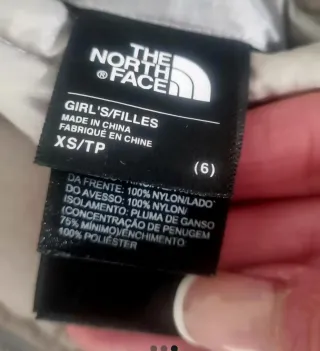 THE
NORTH
FACE
®
GIRL'S/FILLES
MADE IN CHINA
FABRIQUÉ EN CHINE
XS/TP
(6)
DA FRENTE: 100% NYLON/LADO
DO AVESSO: 100% NYLON/
ISOLAMENTO: PLUMA DE GANSO
(CONCENTRAÇÃO DE PENUGEM
75% MÍNIMO)/ENCHIMENTO:
100% POLIÉSTER